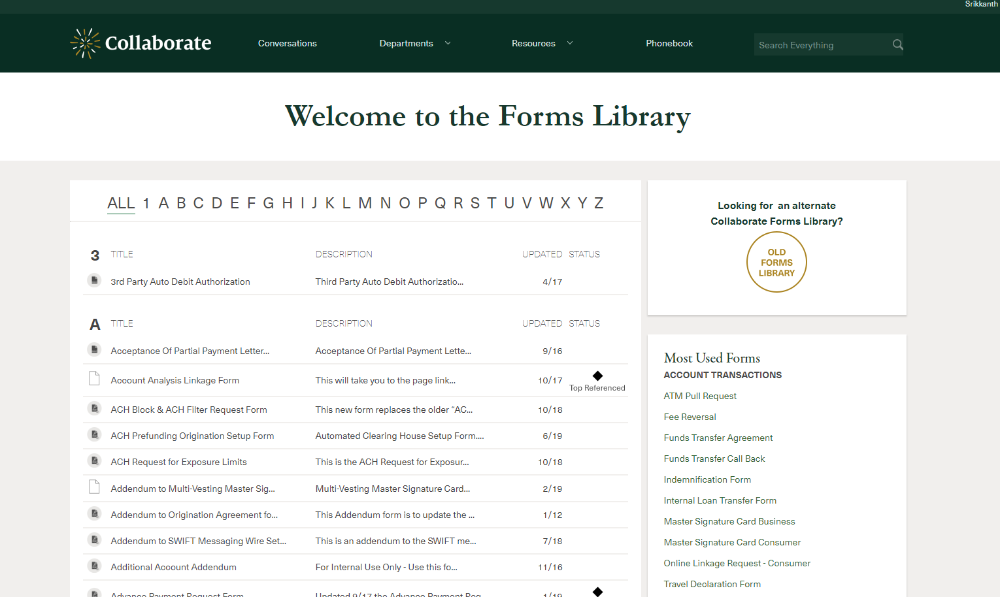 Srikkanth
Collaborate
Conversations
Departments
Resources
Phonebook
Search Everything
Welcome to the Forms Library
ALL 1 A B C D E F G H I J K L M N O P Q R S T U V W X Y Z
3 TITLE DESCRIPTION UPDATED STATUS
3rd Party Auto Debit Authorization Third Party Auto Debit Authorizatio... 4/17
A TITLE DESCRIPTION UPDATED STATUS
Acceptance Of Partial Payment Letter... Acceptance Of Partial Payment Lette... 9/16
Account Analysis Linkage Form This will take you to the page link... 10/17
Top Referenced
ACH Block & ACH Filter Request Form This new form replaces the older “AC... 10/18
ACH Prefunding Origination Setup Form Automated Clearing House Setup Form.... 6/19
ACH Request for Exposure Limits This is the ACH Request for Exposur... 10/18
Addendum to Multi-Vesting Master Sig... Multi-Vesting Master Signature Card... 2/19
Addendum to Origination Agreement fo... This Addendum form is to update the ... 1/12
Addendum to SWIFT Messaging Wire Set... This is an addendum to the SWIFT me... 7/18
Additional Account Addendum For Internal Use Only - Use this fo... 11/16
Advance Payment Request Form Updated 9/17 the Advance Payment Req... 1/19
Looking for an alternate
Collaborate Forms Library?
OLD
FORMS
LIBRARY
Most Used Forms
ACCOUNT TRANSACTIONS
ATM Pull Request
Fee Reversal
Funds Transfer Agreement
Funds Transfer Call Back
Indemnification Form
Internal Loan Transfer Form
Master Signature Card Business
Master Signature Card Consumer
Online Linkage Request - Consumer
Travel Declaration Form